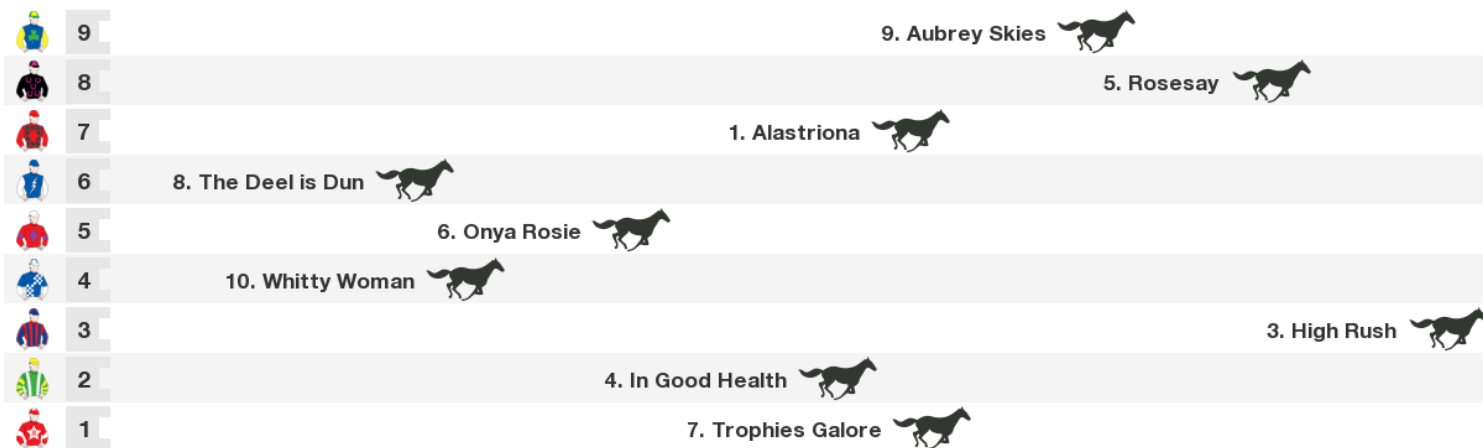 9 9. Aubrey Skies
8 5. Rosesay
7 1. Alastriona
6 8. The Deel is Dun
5 6. Onya Rosie
4 10. Whitty Woman
3 3. High Rush
2 4. In Good Health
1 7. Trophies Galore